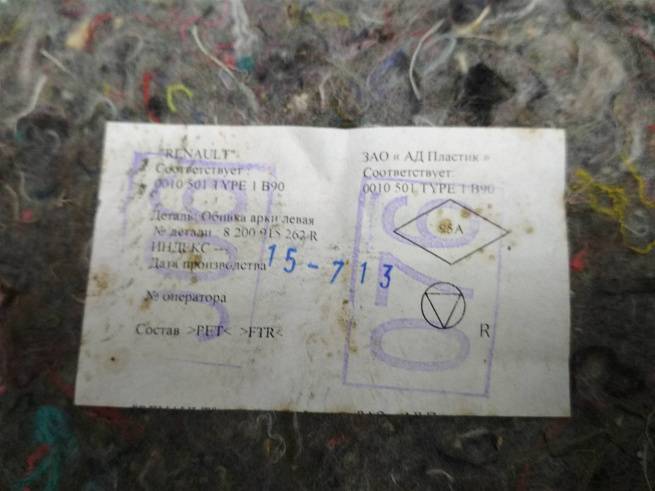 "RENAULT"
Соответствует:
0010 501 TYPE 1 B90
Деталь: Обивка арки левая
№ детали 8 200 915 262 R
ИНДЕКС --
Дата производства 15-713
№ оператора
Состав >PET< >FTR<
ЗАО « АД Пластик »
Соответствует:
0010 501 TYPE 1 B90
SSA
R
020